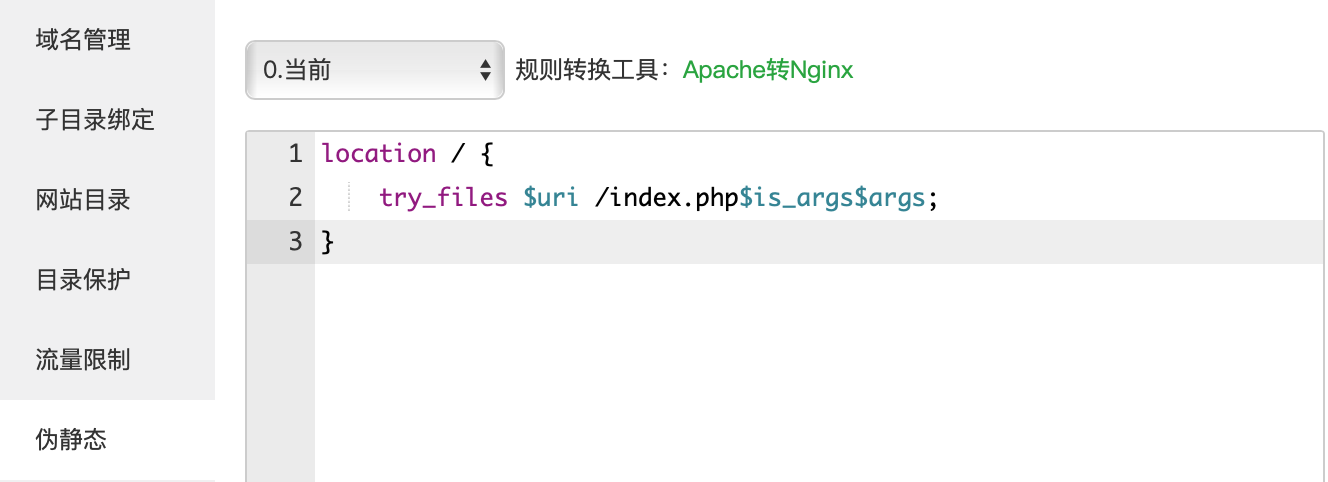 域名管理
子目录绑定
网站目录
目录保护
流量限制
伪静态
0.当前 规则转换工具：Apache转Nginx
1 location / {
2     try_files $uri /index.php$is_args$args;
3 }